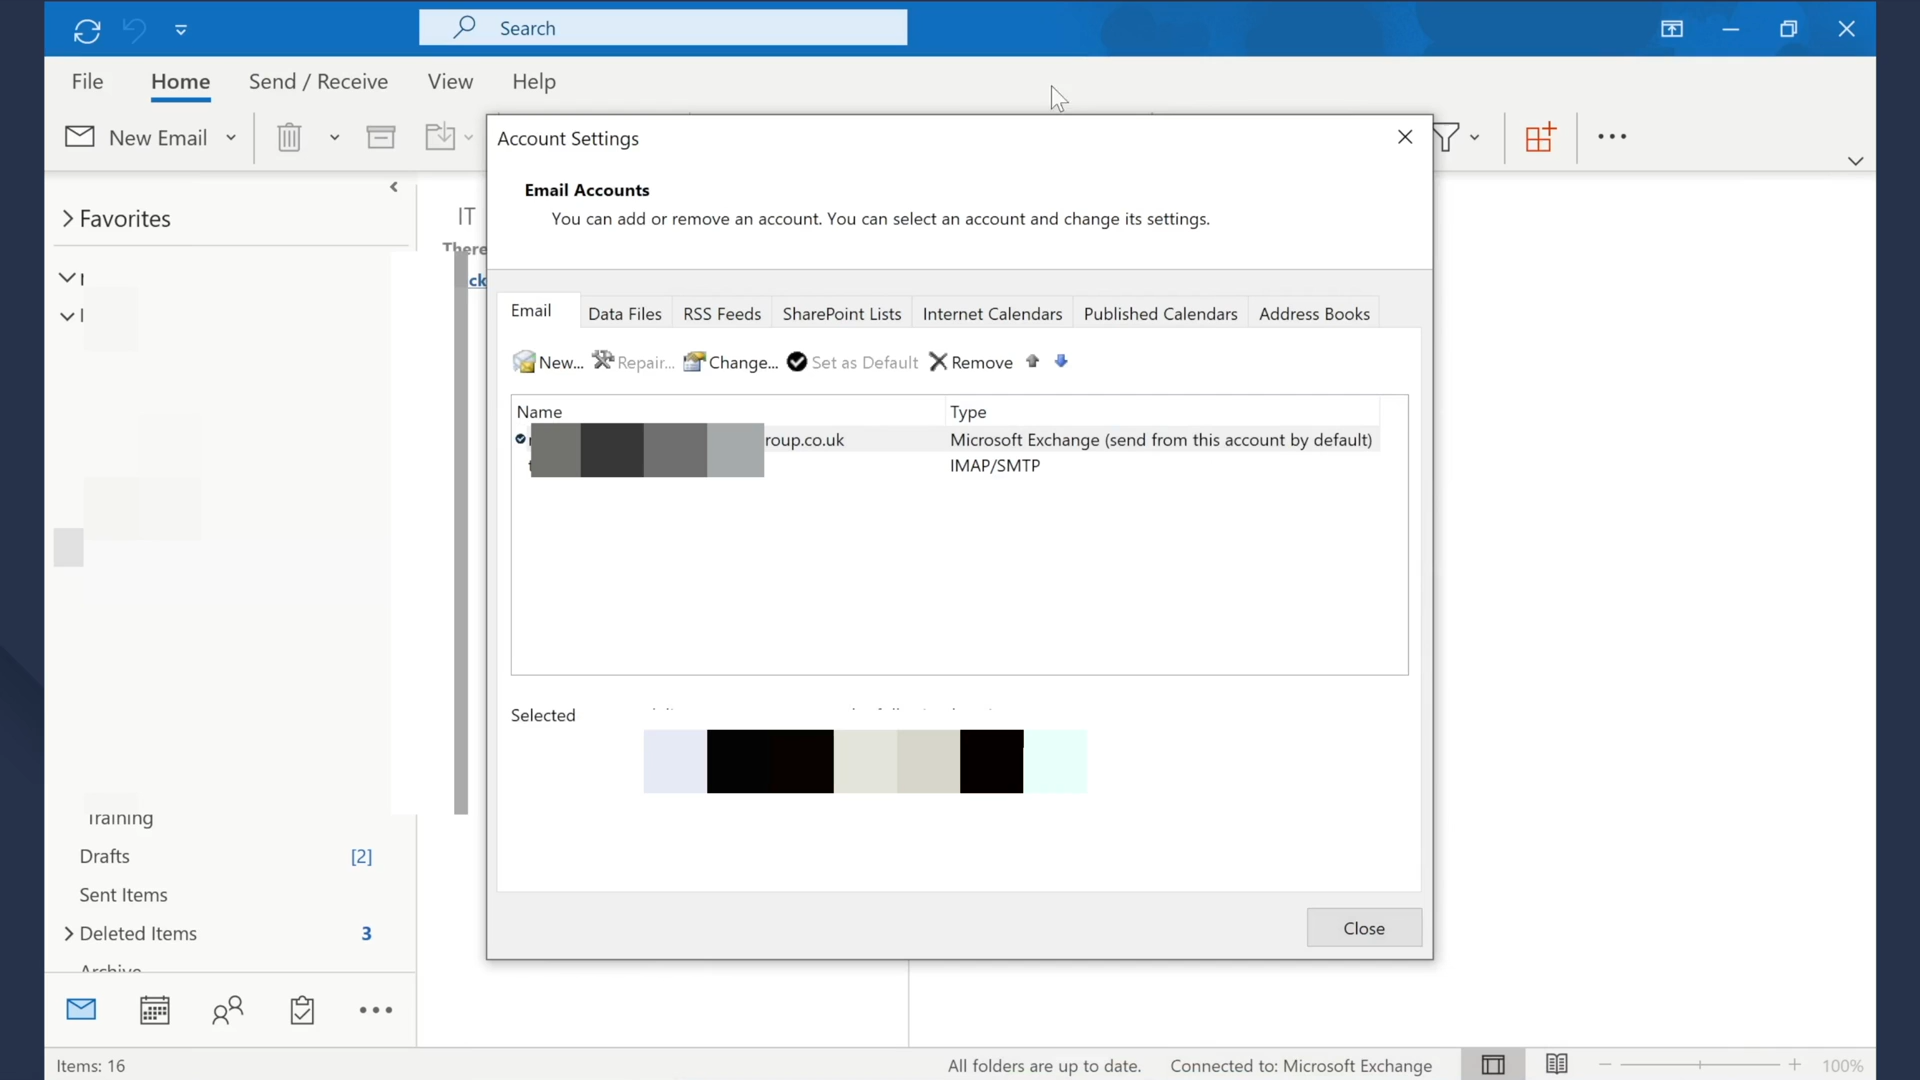 Search
File Home Send / Receive View Help
New Email
Account Settings
Email Accounts
You can add or remove an account. You can select an account and change its settings.
Favorites
IT
There
ck
Email Data Files RSS Feeds SharePoint Lists Internet Calendars Published Calendars Address Books
New... Repair... Change... Set as Default Remove
Name Type
roup.co.uk Microsoft Exchange (send from this account by default)
IMAP/SMTP
Selected
Training
Drafts [2]
Sent Items
Deleted Items 3
Archive
Close
Items: 16 All folders are up to date. Connected to: Microsoft Exchange 100%